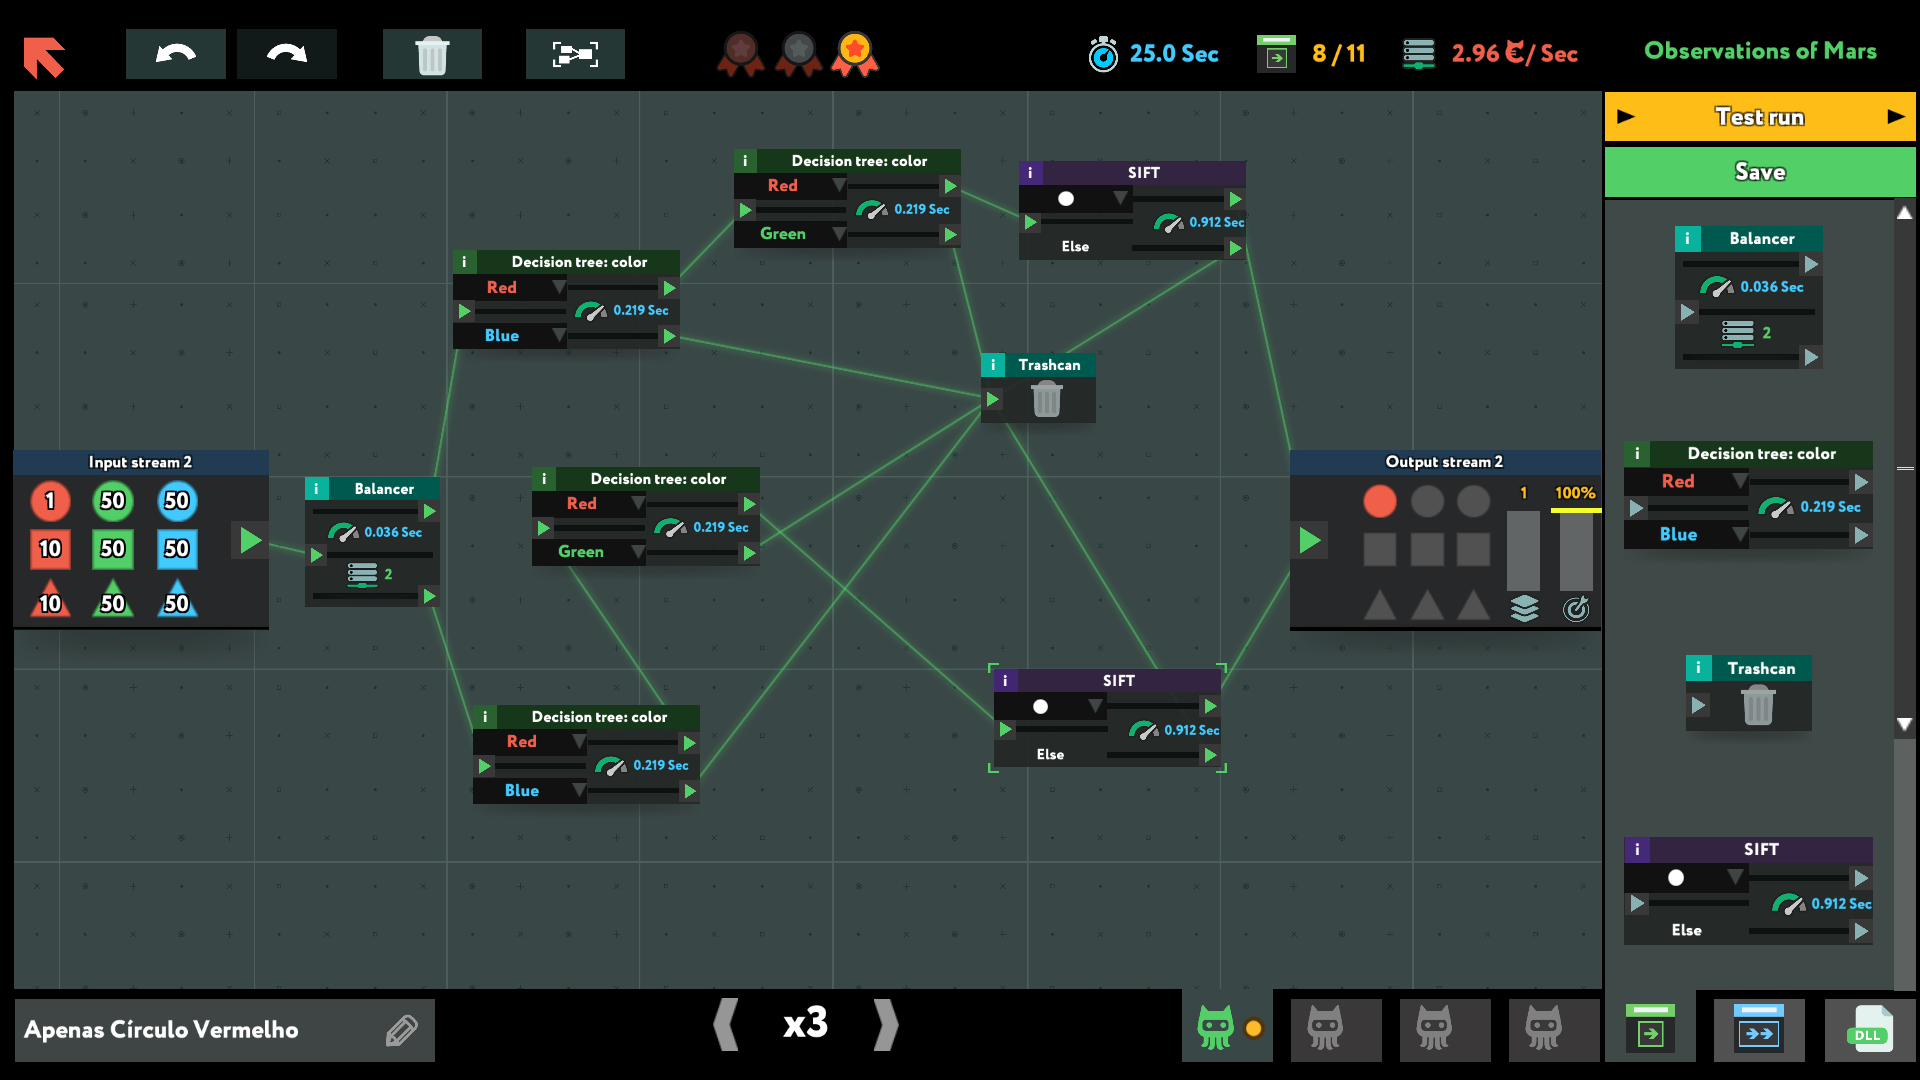 25.0 Sec
8 / 11
2.96 / Sec
Observations of Mars
Test run
Save
i Decision tree: color
Red
0.219 Sec
Green
i SIFT
0.912 Sec
Else
i Decision tree: color
Red
0.219 Sec
Blue
i Trashcan
Input stream 2
1 50 50
10 50 50
10 50 50
i Balancer
0.036 Sec
2
i Decision tree: color
Red
0.219 Sec
Green
Output stream 2
1 100%
i Decision tree: color
Red
0.219 Sec
Blue
i SIFT
0.912 Sec
Else
i Balancer
0.036 Sec
2
i Decision tree: color
Red
0.219 Sec
Blue
i Trashcan
i SIFT
0.912 Sec
Else
Apenas Círculo Vermelho
x3
DLL